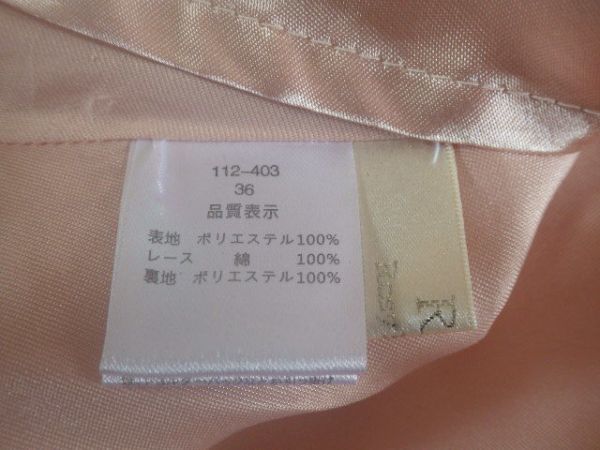 112-403
36
品質表示
表地 ポリエステル100%
レース 綿 100%
裏地 ポリエステル100%